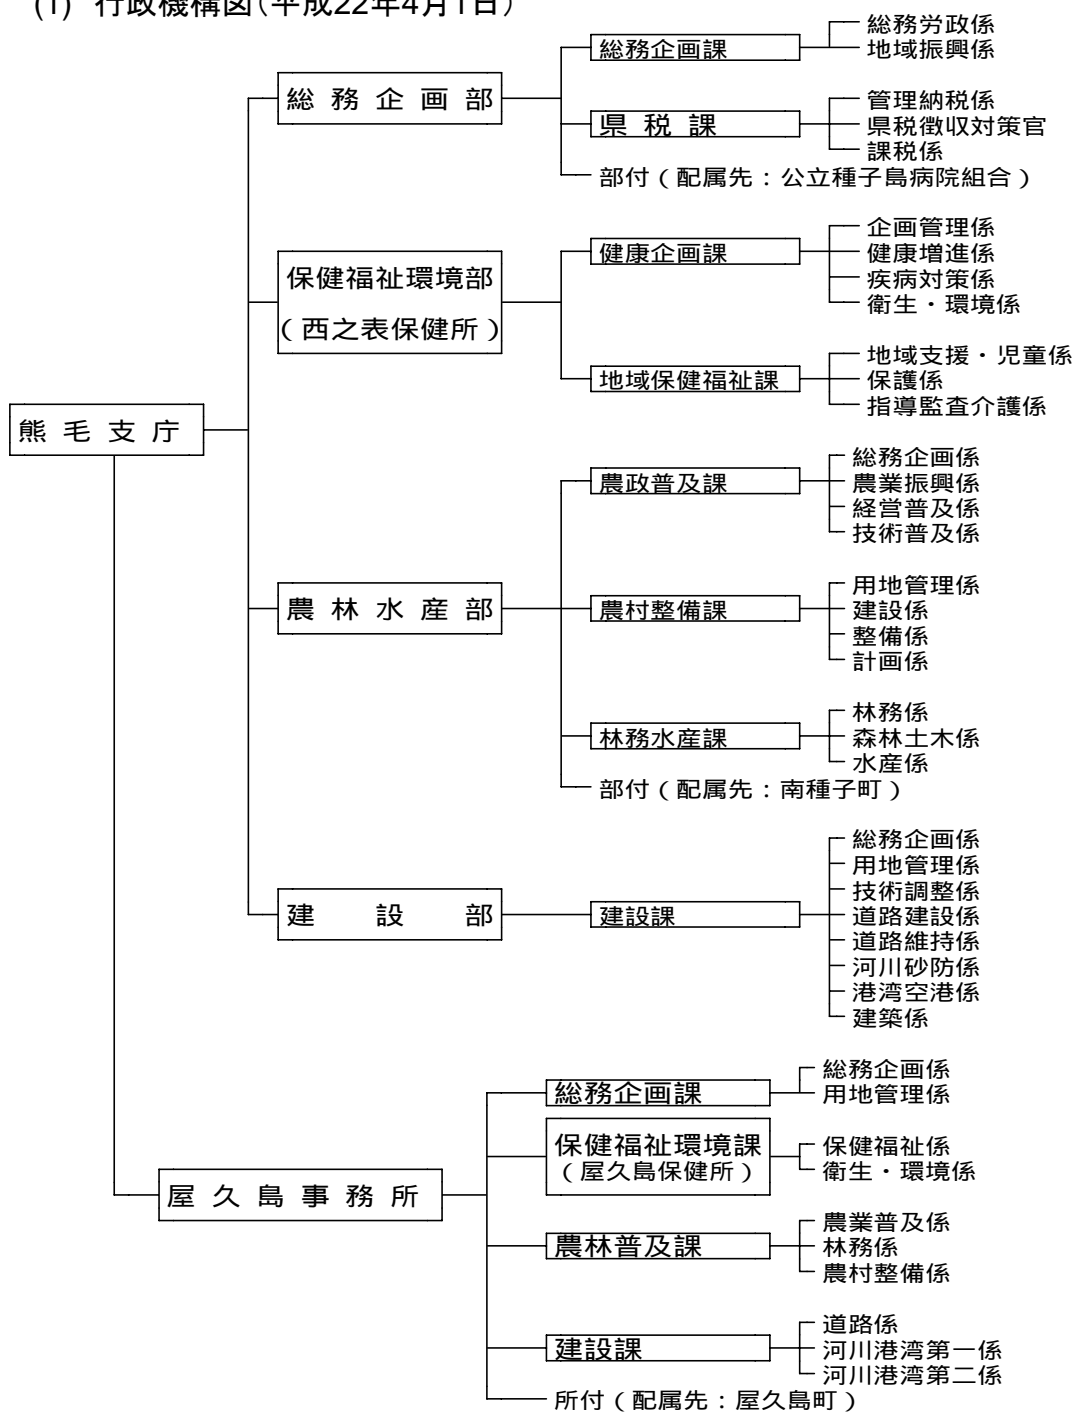 (1) 行政機構図(平成22年4月1日)
熊毛支庁
総務企画部
総務企画課
総務労政係
地域振興係
県税課
管理納税係
県税徴収対策官
課税係
部付(配属先:公立種子島病院組合)
保健福祉環境部
(西之表保健所)
健康企画課
企画管理係
健康増進係
疾病対策係
衛生・環境係
地域保健福祉課
地域支援・児童係
保護係
指導監査介護係
農林水産部
農政普及課
総務企画係
農業振興係
経営普及係
技術普及係
農村整備課
用地管理係
建設係
整備係
計画係
林務水産課
林務係
森林土木係
水産係
部付(配属先:南種子町)
建設部
建設課
総務企画係
用地管理係
技術調整係
道路建設係
道路維持係
河川砂防係
港湾空港係
建築係
屋久島事務所
総務企画課
総務企画係
用地管理係
保健福祉環境課
(屋久島保健所)
保健福祉係
衛生・環境係
農林普及課
農業普及係
林務係
農村整備係
建設課
道路係
河川港湾第一係
河川港湾第二係
所付(配属先:屋久島町)